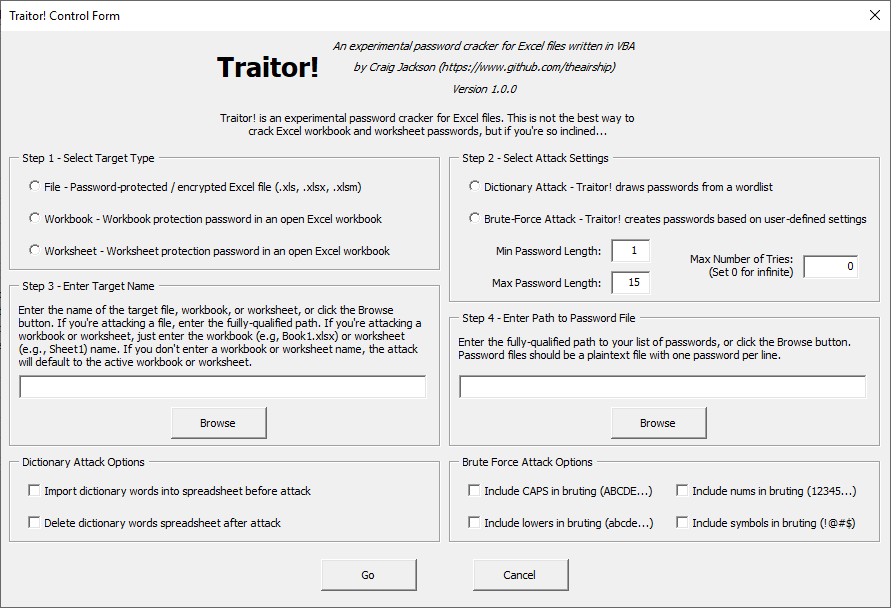 Traitor! Control Form
Traitor!
An experimental password cracker for Excel files written in VBA
by Craig Jackson (https://www.github.com/theairship)
Version 1.0.0
Traitor! is an experimental password cracker for Excel files. This is not the best way to
crack Excel workbook and worksheet passwords, but if you're so inclined...
Step 1 - Select Target Type
File - Password-protected / encrypted Excel file (.xls, .xlsx, .xlsm)
Workbook - Workbook protection password in an open Excel workbook
Worksheet - Worksheet protection password in an open Excel workbook
Step 2 - Select Attack Settings
Dictionary Attack - Traitor! draws passwords from a wordlist
Brute-Force Attack - Traitor! creates passwords based on user-defined settings
Min Password Length: 1
Max Password Length: 15
Max Number of Tries:
(Set 0 for infinite) 0
Step 3 - Enter Target Name
Enter the name of the target file, workbook, or worksheet, or click the Browse
button. If you're attacking a file, enter the fuily-qualified path. If you're attacking a
workbook or worksheet, just enter the workbook (e.g, Book1.xlsx) or worksheet
(e.g., Sheet1) name. If you don't enter a workbook or worksheet name, the attack
will default to the active workbook or worksheet.
Browse
Step 4 - Enter Path to Password File
Enter the fully-qualified path to your list of passwords, or click the Browse button.
Password files should be a plaintext file with one password per line.
Browse
Dictionary Attack Options
Import dictionary words into spreadsheet before attack
Delete dictionary words spreadsheet after attack
Brute Force Attack Options
Include CAPS in bruting (ABCDE...)
Include nums in bruting (12345...)
Include lowers in bruting (abcde...)
Include symbols in bruting (!@#$)
Go
Cancel